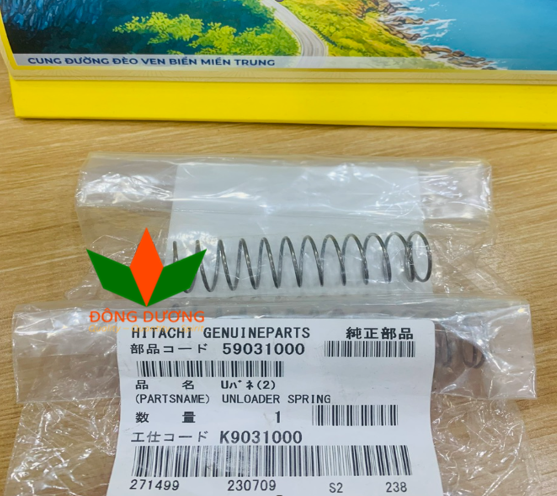 CUNG ĐƯỜNG ĐÈO VEN BIỂN MIỀN TRUNG
ĐÔNG DƯƠNG
HITACHI GENUINEPARTS 純正部品
部品コード 59031000
品 名 Uバネ(2)
(PARTSNAME) UNLOADER SPRING
数 量 1
工仕コード K9031000
271499 230709 S2 238